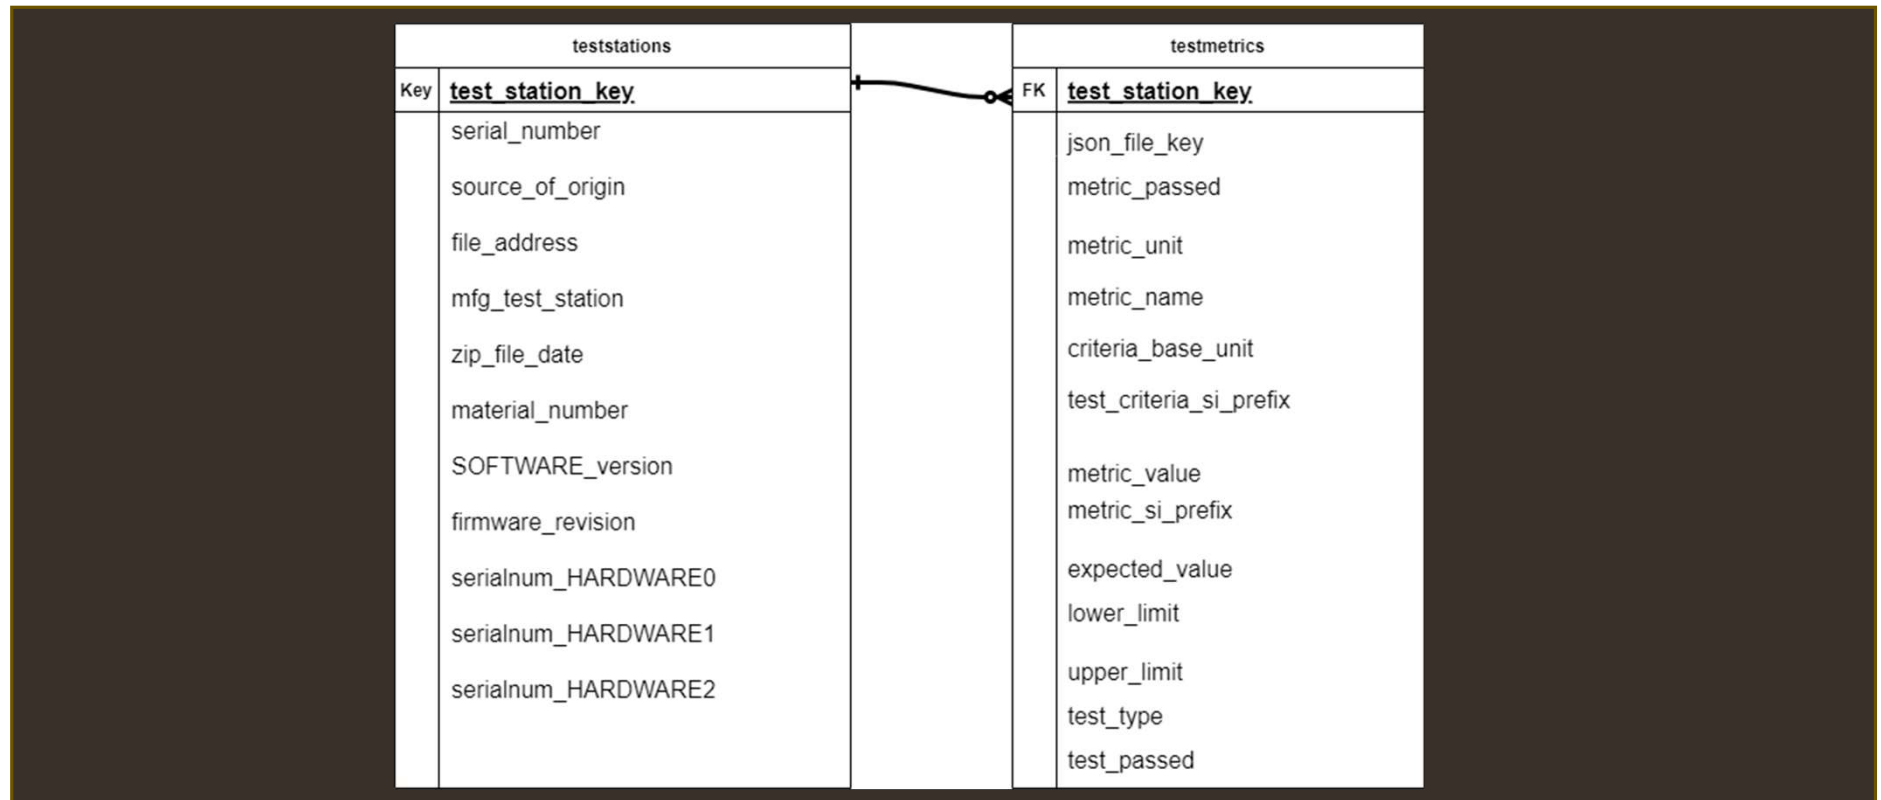 teststations
Key test_station_key
serial_number
source_of_origin
file_address
mfg_test_station
zip_file_date
material_number
SOFTWARE_version
firmware_revision
serialnum_HARDWARE0
serialnum_HARDWARE1
serialnum_HARDWARE2
testmetrics
FK test_station_key
json_file_key
metric_passed
metric_unit
metric_name
criteria_base_unit
test_criteria_si_prefix
metric_value
metric_si_prefix
expected_value
lower_limit
upper_limit
test_type
test_passed